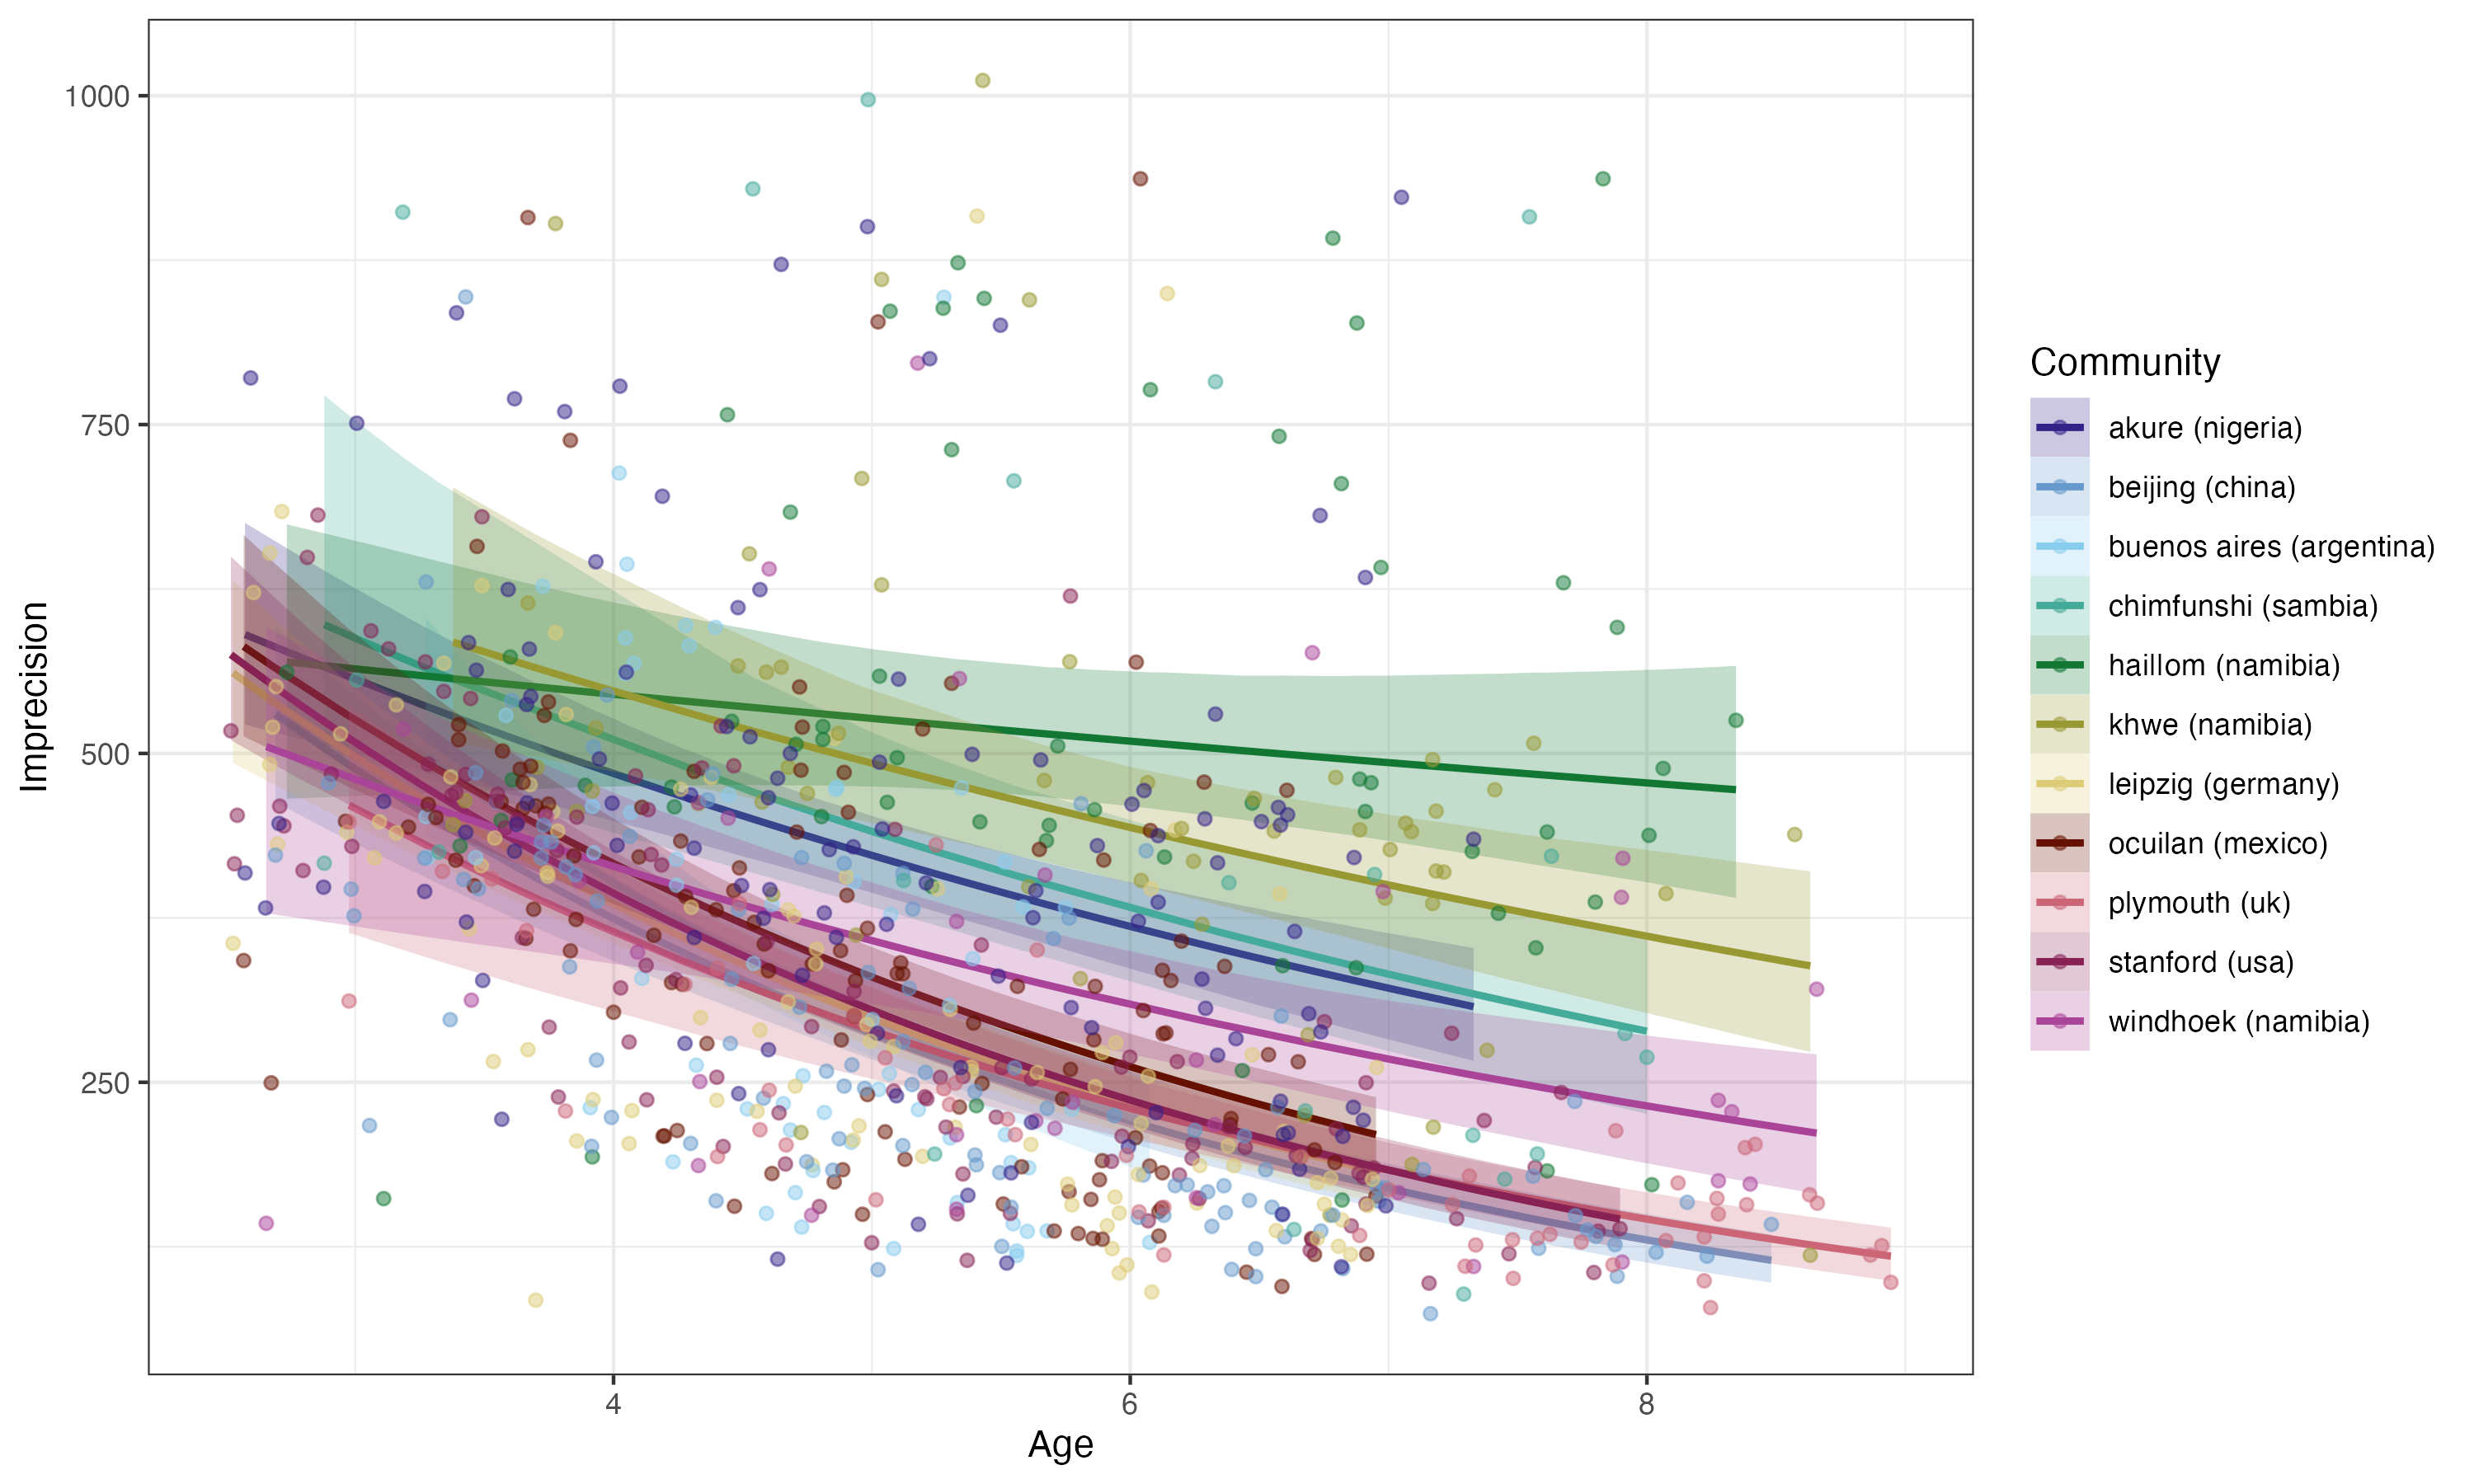 1000
750
500
250
Imprecision
4
6
8
Age
Community
akure (nigeria)
beijing (china)
buenos aires (argentina)
chimfunshi (sambia)
haillom (namibia)
khwe (namibia)
leipzig (germany)
ocuilan (mexico)
plymouth (uk)
stanford (usa)
windhoek (namibia)